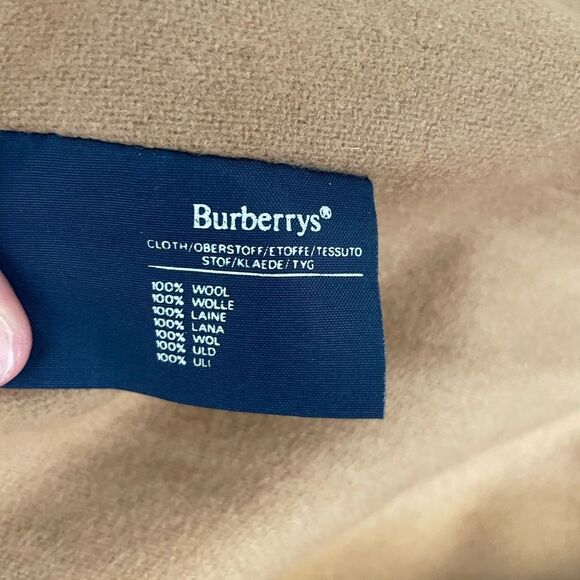 Burberrys®
CLOTH/OBERSTOFF/ETOFFE/TESSUTO
STOF/KLAEDE/TYG
100% WOOL
100% WOLLE
100% LAINE
100% LANA
100% WOL
100% ULD
100% ULL